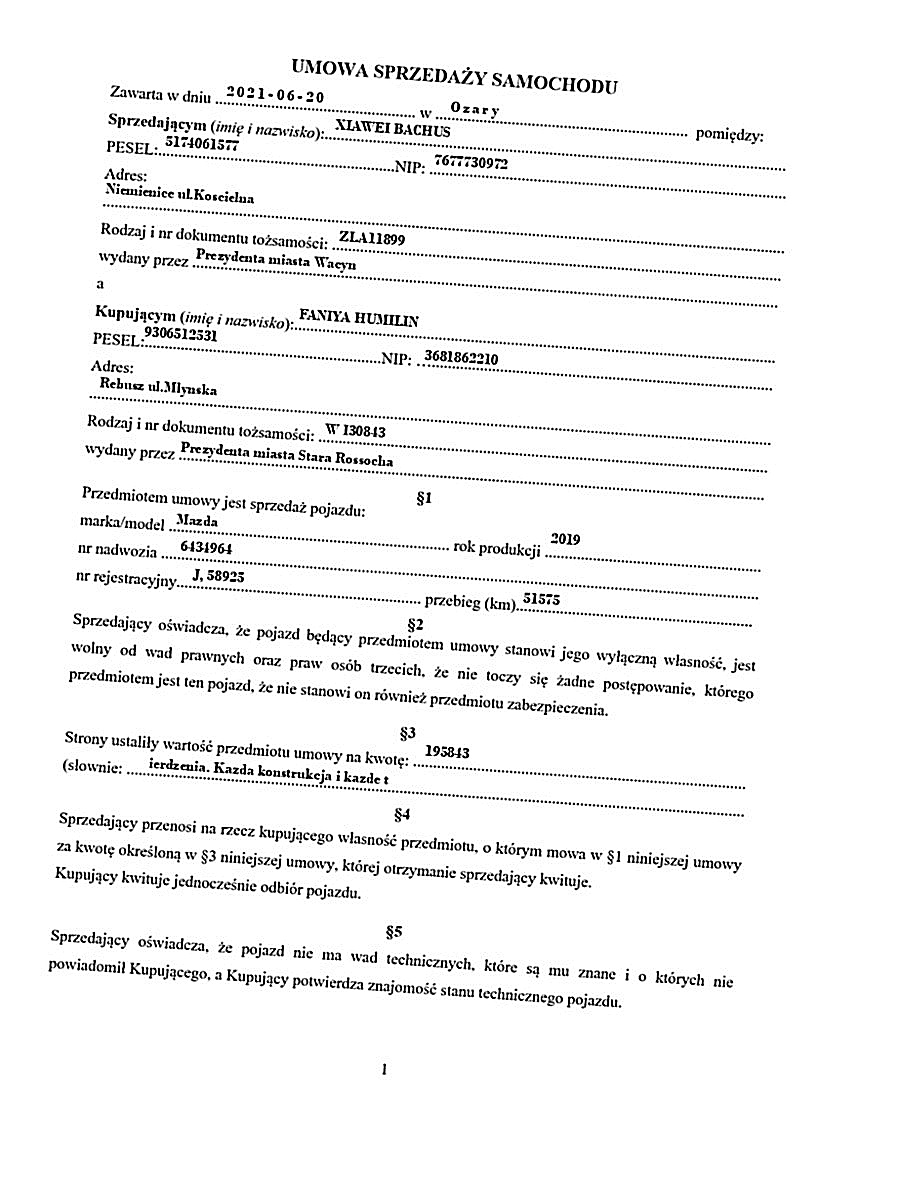 UMOWA SPRZEDAŻY SAMOCHODU
Zawarta w dniu 2021-06-20 w Ozary pomiędzy:
Sprzedającym (imię i nazwisko): XIAWEI BACHUS
PESEL: 5174061577 NIP: 7677730972
Adres:
Niemienice ul.Koscielna
Rodzaj i nr dokumentu tożsamości: ZLA11899
wydany przez Prezydenta miasta Wacyn
a
Kupującym (imię i nazwisko): FANIYA HUMILIN
PESEL: 9306512531 NIP: 3681862210
Adres:
Rebusz ul.Mlynska
Rodzaj i nr dokumentu tożsamości: W I30843
wydany przez Prezydenta miasta Stara Rossocha
§1
Przedmiotem umowy jest sprzedaż pojazdu:
marka/model Mazda rok produkcji 2019
nr nadwozia 6434964
nr rejestracyjny J, 58925 przebieg (km) 51575
§2
Sprzedający oświadcza, że pojazd będący przedmiotem umowy stanowi jego wyłączną własność, jest
wolny od wad prawnych oraz praw osób trzecich, że nie toczy się żadne postępowanie, którego
przedmiotem jest ten pojazd, że nie stanowi on również przedmiotu zabezpieczenia.
§3
Strony ustaliły wartość przedmiotu umowy na kwotę: 195843
(słownie: ierdzenia. Kazda konstrukcja i kazde t
§4
Sprzedający przenosi na rzecz kupującego własność przedmiotu, o którym mowa w §1 niniejszej umowy
za kwotę określoną w §3 niniejszej umowy, której otrzymanie sprzedający kwituje.
Kupujący kwituje jednocześnie odbiór pojazdu.
§5
Sprzedający oświadcza, że pojazd nie ma wad technicznych, które są mu znane i o których nie
powiadomił Kupującego, a Kupujący potwierdza znajomość stanu technicznego pojazdu.
1